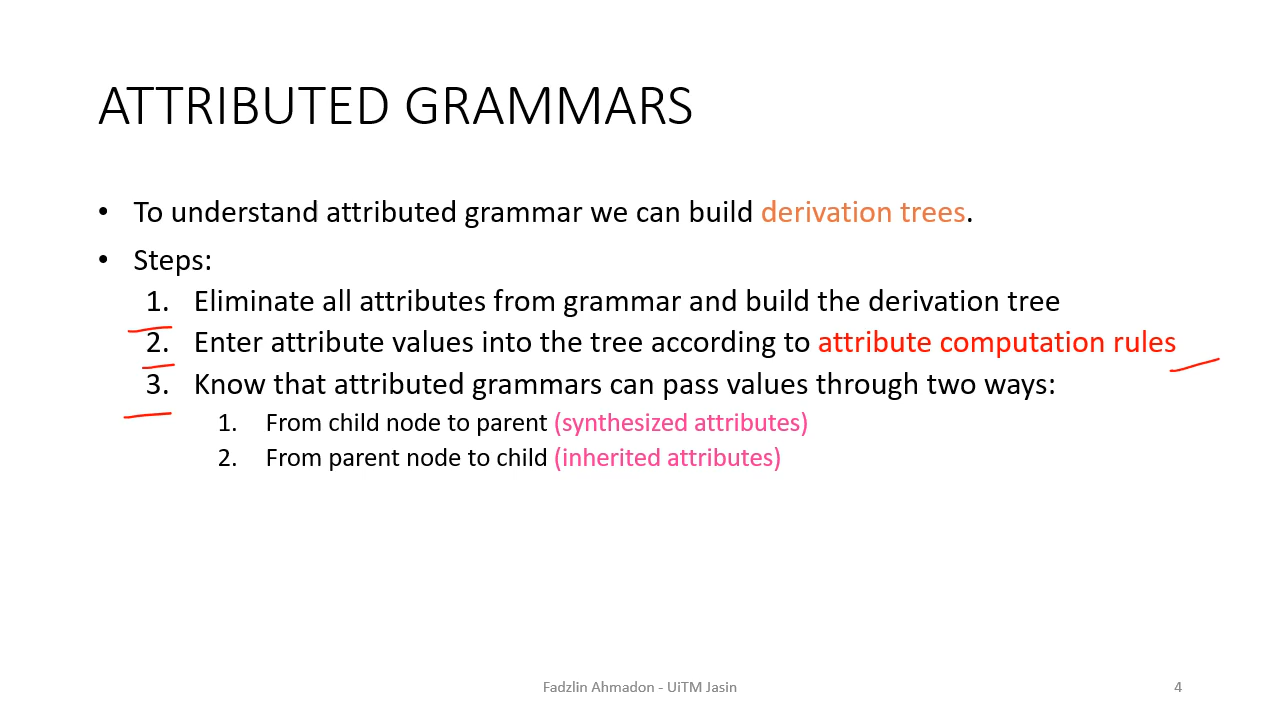 ATTRIBUTED GRAMMARS
• To understand attributed grammar we can build derivation trees.
• Steps:
1. Eliminate all attributes from grammar and build the derivation tree
2. Enter attribute values into the tree according to attribute computation rules
3. Know that attributed grammars can pass values through two ways:
1. From child node to parent (synthesized attributes)
2. From parent node to child (inherited attributes)
Fadzlin Ahmadon - UiTM Jasin
4